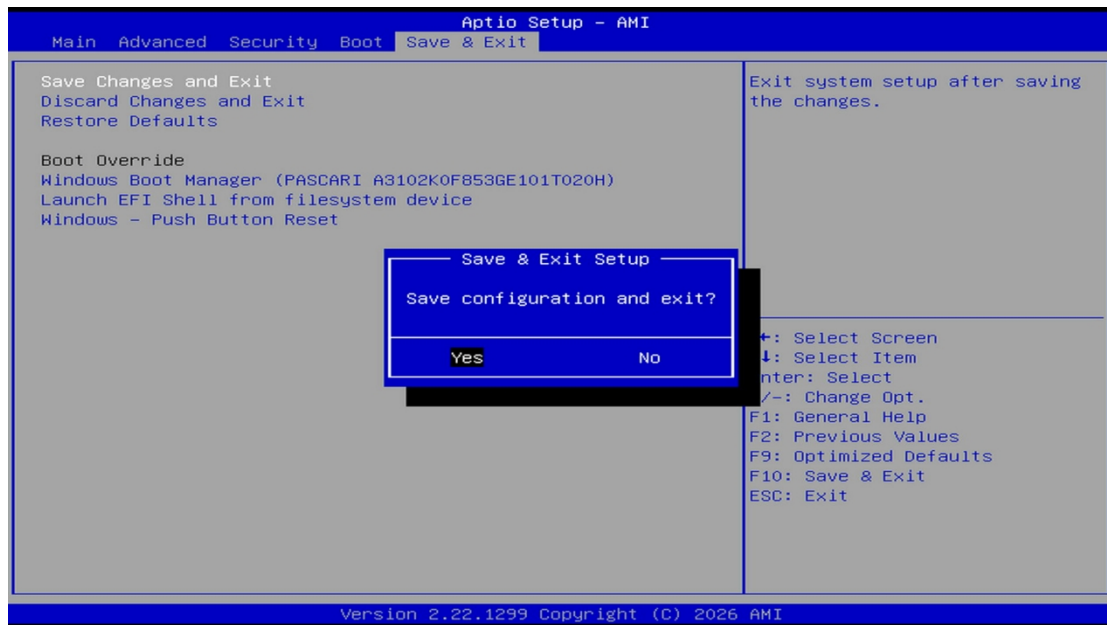 Aptio Setup – AMI
Main Advanced Security Boot Save & Exit
Save Changes and Exit
Discard Changes and Exit
Restore Defaults
Boot Override
Windows Boot Manager (PASCARI A3102K0F853GE101T020H)
Launch EFI Shell from filesystem device
Windows – Push Button Reset
Exit system setup after saving
the changes.
Save & Exit Setup
Save configuration and exit?
Yes No
←: Select Screen
↓: Select Item
nter: Select
/–: Change Opt.
F1: General Help
F2: Previous Values
F9: Optimized Defaults
F10: Save & Exit
ESC: Exit
Version 2.22.1299 Copyright (C) 2026 AMI